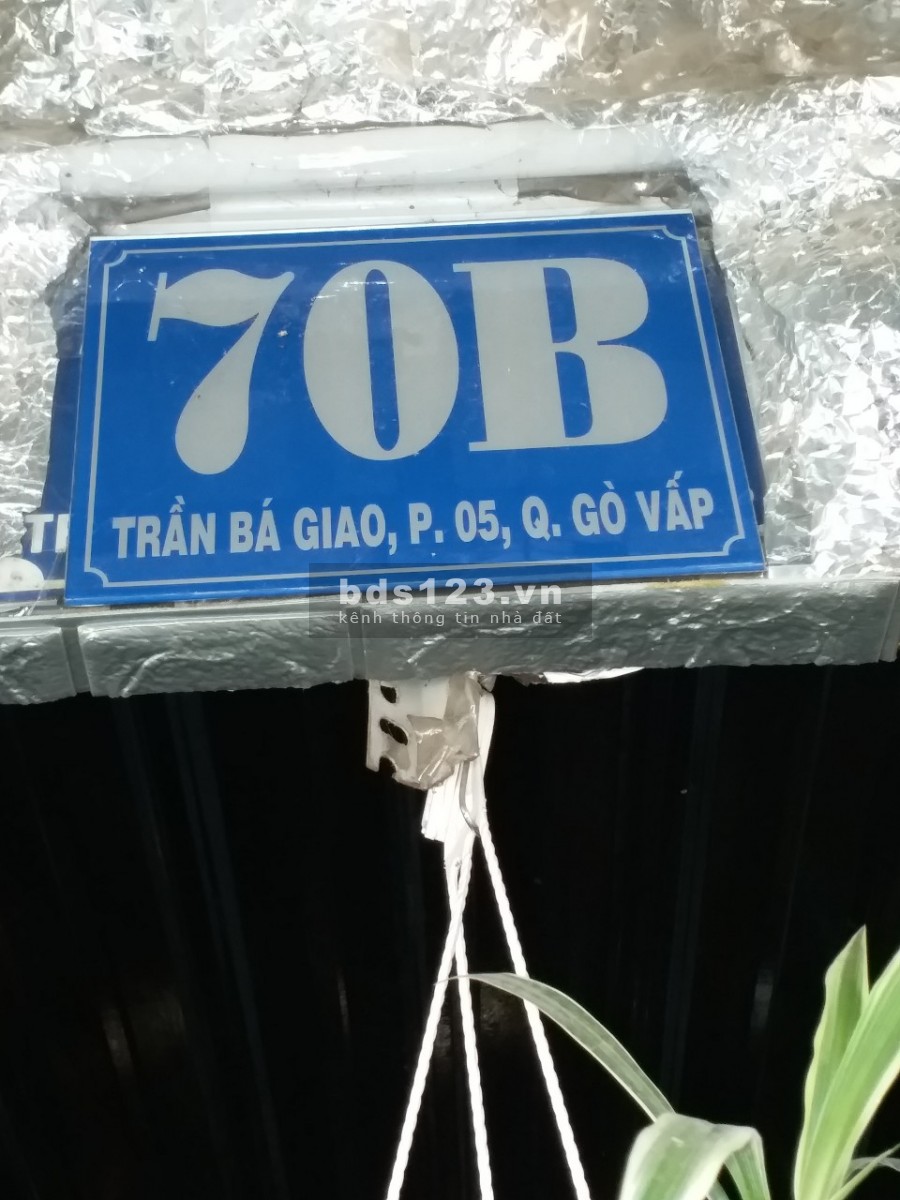 70B
TRẦN BÁ GIAO, P. 05, Q. GÒ VẤP
bds123.vn
kênh thông tin nhà đất